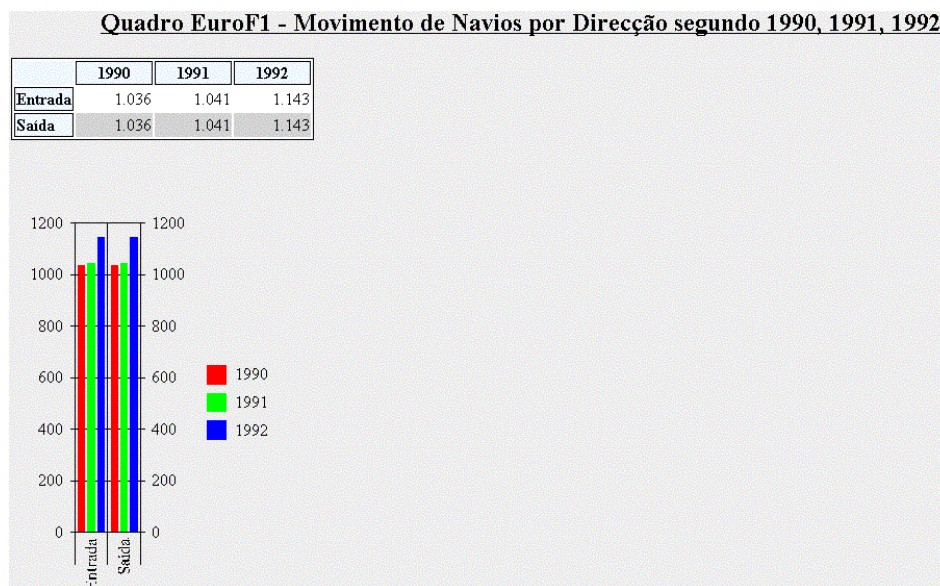 Quadro EuroF1 - Movimento de Navios por Direcção segundo 1990, 1991, 1992
1990 1991 1992
Entrada 1.036 1.041 1.143
Saída 1.036 1.041 1.143
1200 1200
1000 1000
800 800
600 600
400 400
200 200
0 0
1990
1991
1992
Entrada
Saída